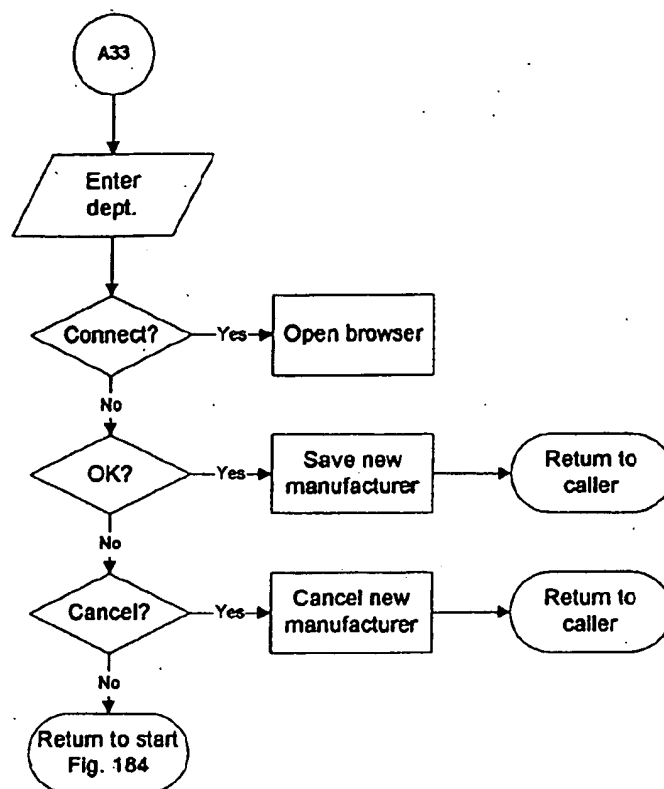 A33
Enter
dept.
Connect?
Yes
Open browser
No
OK?
Yes
Save new
manufacturer
Return to
caller
No
Cancel?
Yes
Cancel new
manufacturer
Return to
caller
No
Return to start
Fig. 184